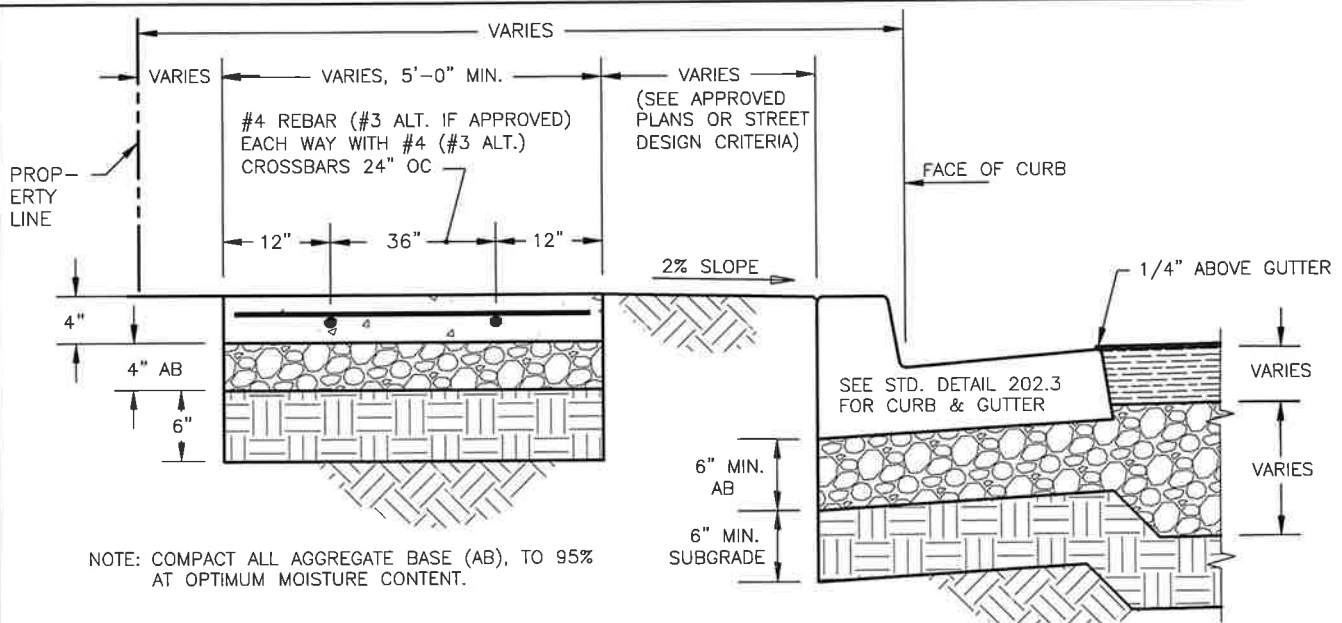 VARIES
VARIES
VARIES, 5'-0" MIN.
VARIES
(SEE APPROVED
PLANS OR STREET
DESIGN CRITERIA)
#4 REBAR (#3 ALT. IF APPROVED)
EACH WAY WITH #4 (#3 ALT.)
CROSSBARS 24" OC
PROP-
ERTY
LINE
FACE OF CURB
12"
36"
12"
2% SLOPE
1/4" ABOVE GUTTER
4"
4" AB
6"
SEE STD. DETAIL 202.3
FOR CURB & GUTTER
VARIES
VARIES
6" MIN.
AB
6" MIN.
SUBGRADE
NOTE: COMPACT ALL AGGREGATE BASE (AB), TO 95%
AT OPTIMUM MOISTURE CONTENT.